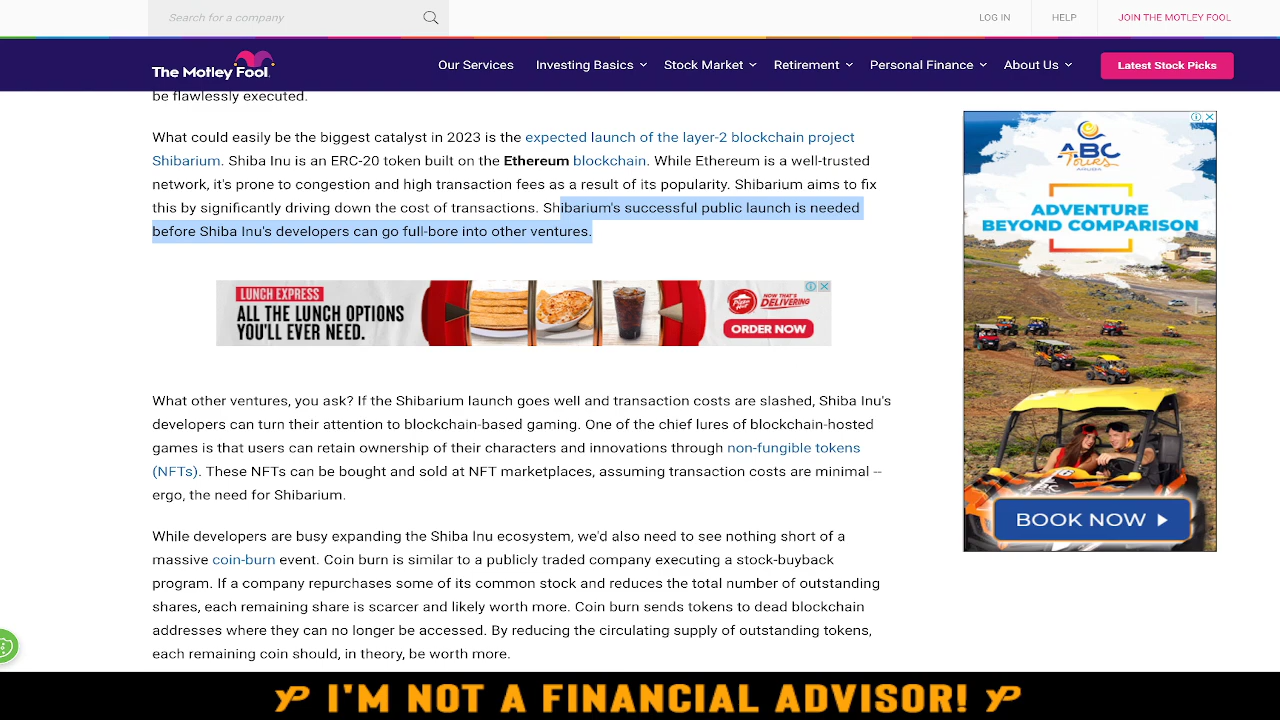 Search for a company
LOG IN
HELP
JOIN THE MOTLEY FOOL
The Motley Fool.
Our Services
Investing Basics
Stock Market
Retirement
Personal Finance
About Us
Latest Stock Picks
be flawlessly executed.
What could easily be the biggest catalyst in 2023 is the expected launch of the layer-2 blockchain project
Shibarium. Shiba Inu is an ERC-20 token built on the Ethereum blockchain. While Ethereum is a well-trusted
network, it's prone to congestion and high transaction fees as a result of its popularity. Shibarium aims to fix
this by significantly driving down the cost of transactions. Shibarium's successful public launch is needed
before Shiba Inu's developers can go full-bore into other ventures.
LUNCH EXPRESS
ALL THE LUNCH OPTIONS
YOU'LL EVER NEED.
Pizza Hut
NOW THAT'S
DELIVERING
ORDER NOW
What other ventures, you ask? If the Shibarium launch goes well and transaction costs are slashed, Shiba Inu's
developers can turn their attention to blockchain-based gaming. One of the chief lures of blockchain-hosted
games is that users can retain ownership of their characters and innovations through non-fungible tokens
(NFTs). These NFTs can be bought and sold at NFT marketplaces, assuming transaction costs are minimal --
ergo, the need for Shibarium.
While developers are busy expanding the Shiba Inu ecosystem, we'd also need to see nothing short of a
massive coin-burn event. Coin burn is similar to a publicly traded company executing a stock-buyback
program. If a company repurchases some of its common stock and reduces the total number of outstanding
shares, each remaining share is scarcer and likely worth more. Coin burn sends tokens to dead blockchain
addresses where they can no longer be accessed. By reducing the circulating supply of outstanding tokens,
each remaining coin should, in theory, be worth more.
ABC
Tours
ADVENTURE
BEYOND COMPARISON
BOOK NOW
I'M NOT A FINANCIAL ADVISOR!